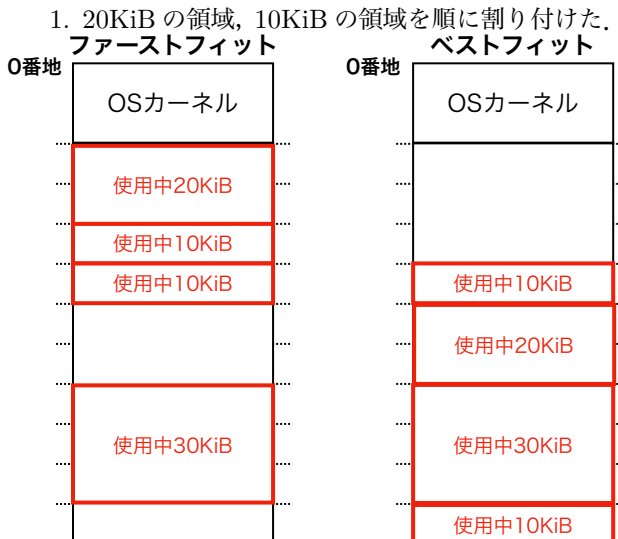 1. 20KiB の領域, 10KiB の領域を順に割り付けた.
ファーストフィット
0番地
OSカーネル
使用中20KiB
使用中10KiB
使用中10KiB
使用中30KiB
ベストフィット
0番地
OSカーネル
使用中10KiB
使用中20KiB
使用中30KiB
使用中10KiB